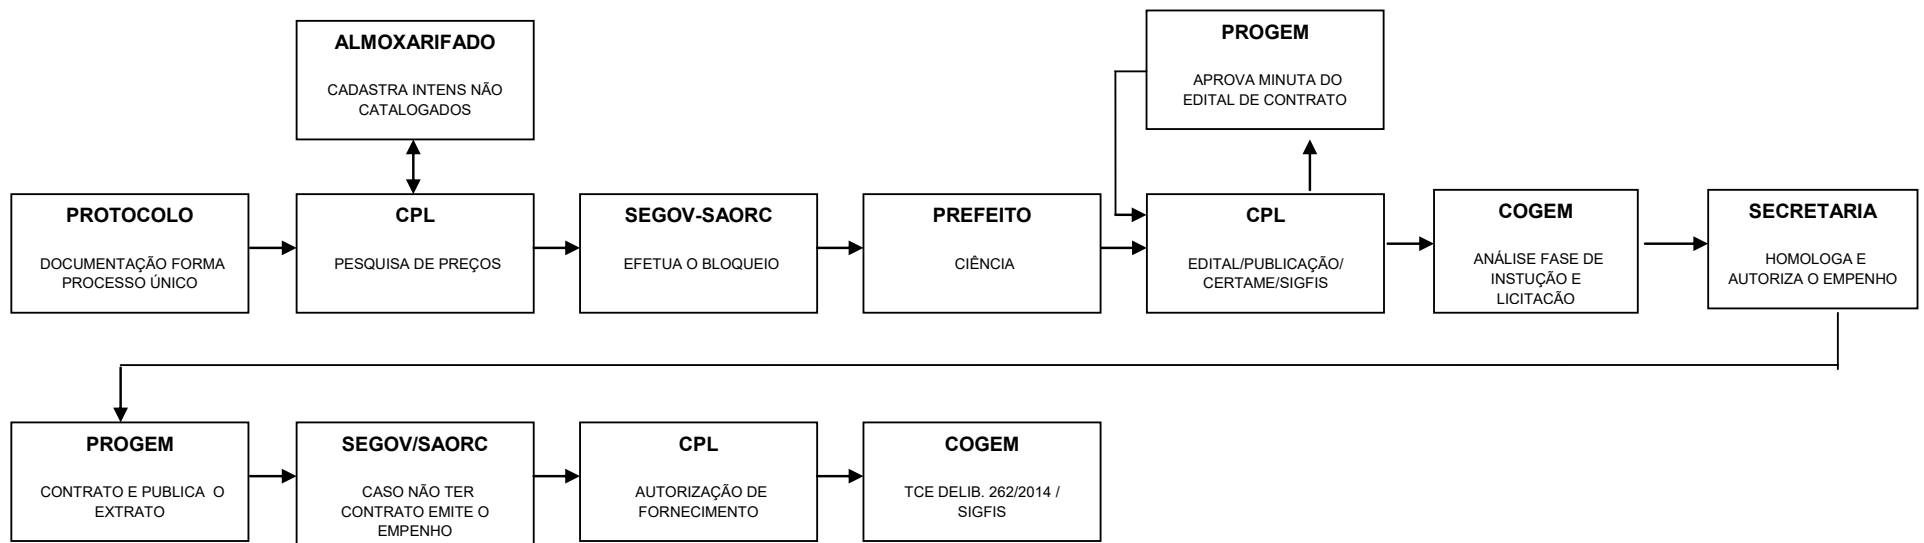 ALMOXARIFADO
CADASTRA INTENS NÃO
CATALOGADOS
PROGEM
APROVA MINUTA DO
EDITAL DE CONTRATO
PROTOCOLO
DOCUMENTAÇÃO FORMA
PROCESSO ÚNICO
CPL
PESQUISA DE PREÇOS
SEGOV-SAORC
EFETUA O BLOQUEIO
PREFEITO
CIÊNCIA
CPL
EDITAL/PUBLICAÇÃO/
CERTAME/SIGFIS
COGEM
ANÁLISE FASE DE
INSTUÇÃO E
LICITACÃO
SECRETARIA
HOMOLOGA E
AUTORIZA O EMPENHO
PROGEM
CONTRATO E PUBLICA O
EXTRATO
SEGOV/SAORC
CASO NÃO TER
CONTRATO EMITE O
EMPENHO
CPL
AUTORIZAÇÃO DE
FORNECIMENTO
COGEM
TCE DELIB. 262/2014 /
SIGFIS